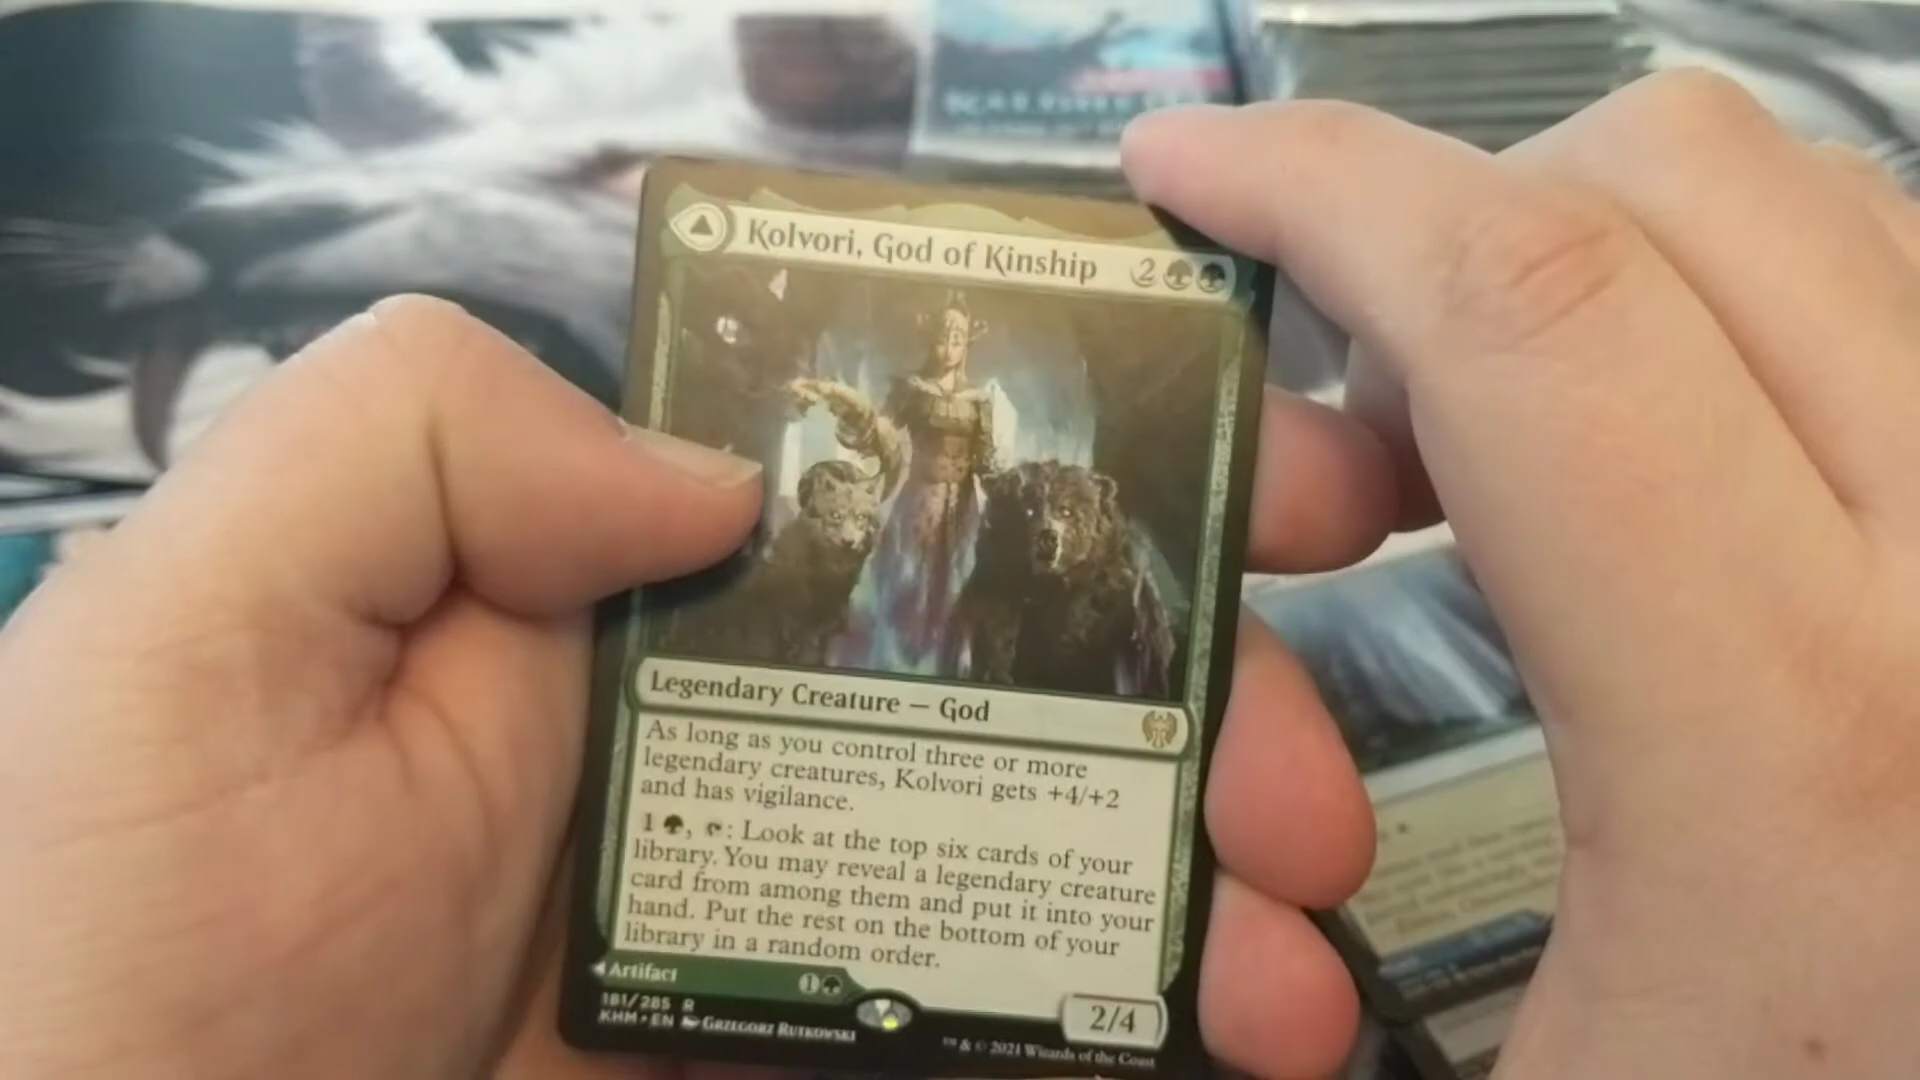 Kolvori, God of Kinship 2
Legendary Creature — God
As long as you control three or more
legendary creatures, Kolvori gets +4/+2
and has vigilance.
1 , : Look at the top six cards of your
library. You may reveal a legendary creature
card from among them and put it into your
hand. Put the rest on the bottom of your
library in a random order.
Artifact 1
2/4
181/285 R
KHM • EN Grzegorz Rutkowski
™ & © 2021 Wizards of the Coast